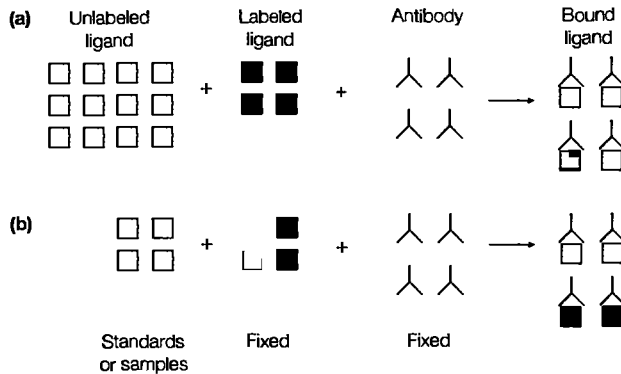 (a)
Unlabeled
ligand
Labeled
ligand
Antibody
Bound
ligand
+
+
(b)
+
+
Standards
or samples
Fixed
Fixed